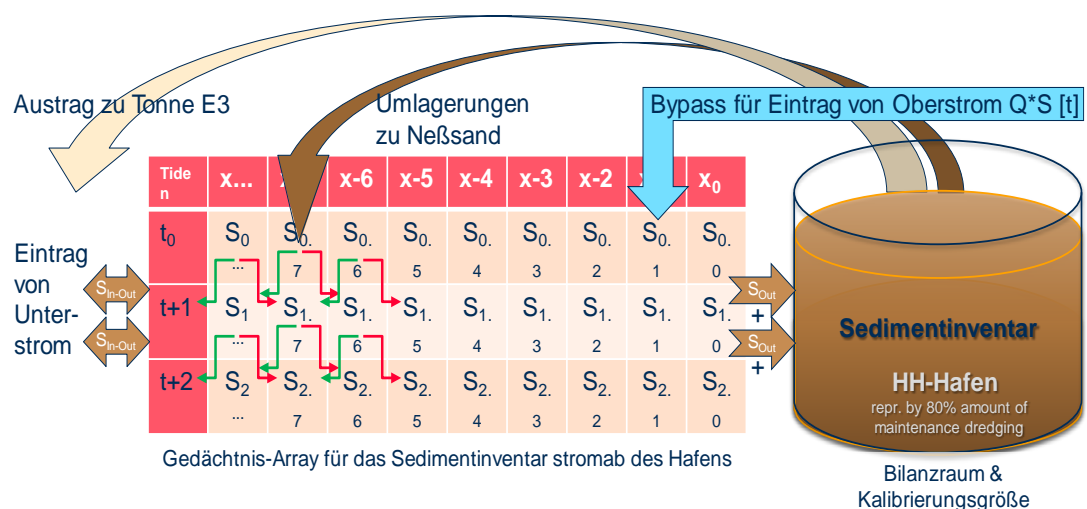 Austrag zu Tonne E3
Umlagerungen
zu Neßsand
Bypass für Eintrag von Oberstrom Q*S [t]
Tide
n
x... x-6 x-5 x-4 x-3 x-2 x0
t0 S0 S0. S0. S0. S0. S0. S0. S0. S0.
... 7 6 5 4 3 2 1 0
t+1 S1 S1. S1. S1. S1. S1. S1. S1. S1.
... 7 6 5 4 3 2 1 0
t+2 S2 S2. S2. S2. S2. S2. S2. S2. S2.
... 7 6 5 4 3 2 1 0
Eintrag
von
Unter-
strom
SIn-Out
SIn-Out
SOut
+
SOut
+
Sedimentinventar
HH-Hafen
repr. by 80% amount of
maintenance dredging
Gedächtnis-Array für das Sedimentinventar stromab des Hafens
Bilanzraum &
Kalibrierungsgröße